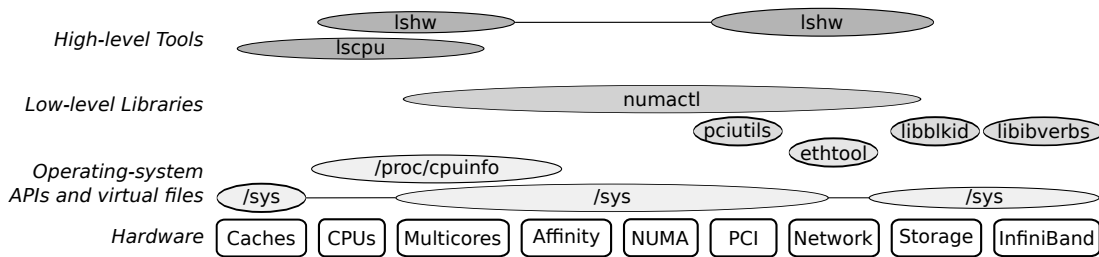 lshw lshw
High-level Tools
lscpu
Low-level Libraries numactl
pciutils libblkid libibverbs
ethtool
Operating-system /proc/cpuinfo
APIs and virtual files /sys /sys /sys
Hardware Caches CPUs Multicores Affinity NUMA PCI Network Storage InfiniBand